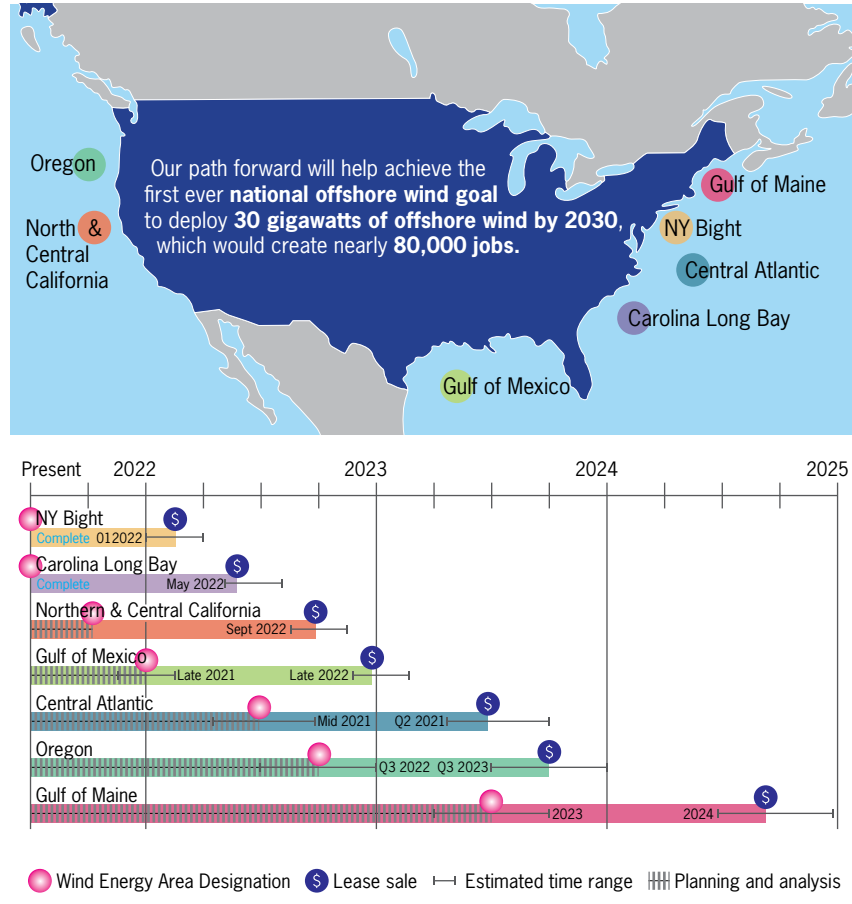 Our path forward will help achieve the
first ever national offshore wind goal
to deploy 30 gigawatts of offshore wind by 2030,
which would create nearly 80,000 jobs.
Oregon
North &
Central
California
Gulf of Maine
NY Bight
Central Atlantic
Carolina Long Bay
Gulf of Mexico
Present 2022 2023 2024 2025
NY Bight $
Complete 012022
Carolina Long Bay $
Complete May 2022
Northern & Central California $
Sept 2022
Gulf of Mexico $
Late 2021 Late 2022
Central Atlantic $
Mid 2021 Q2 2021
Oregon $
Q3 2022 Q3 2023
Gulf of Maine $
2023 2024
Wind Energy Area Designation $ Lease sale Estimated time range Planning and analysis